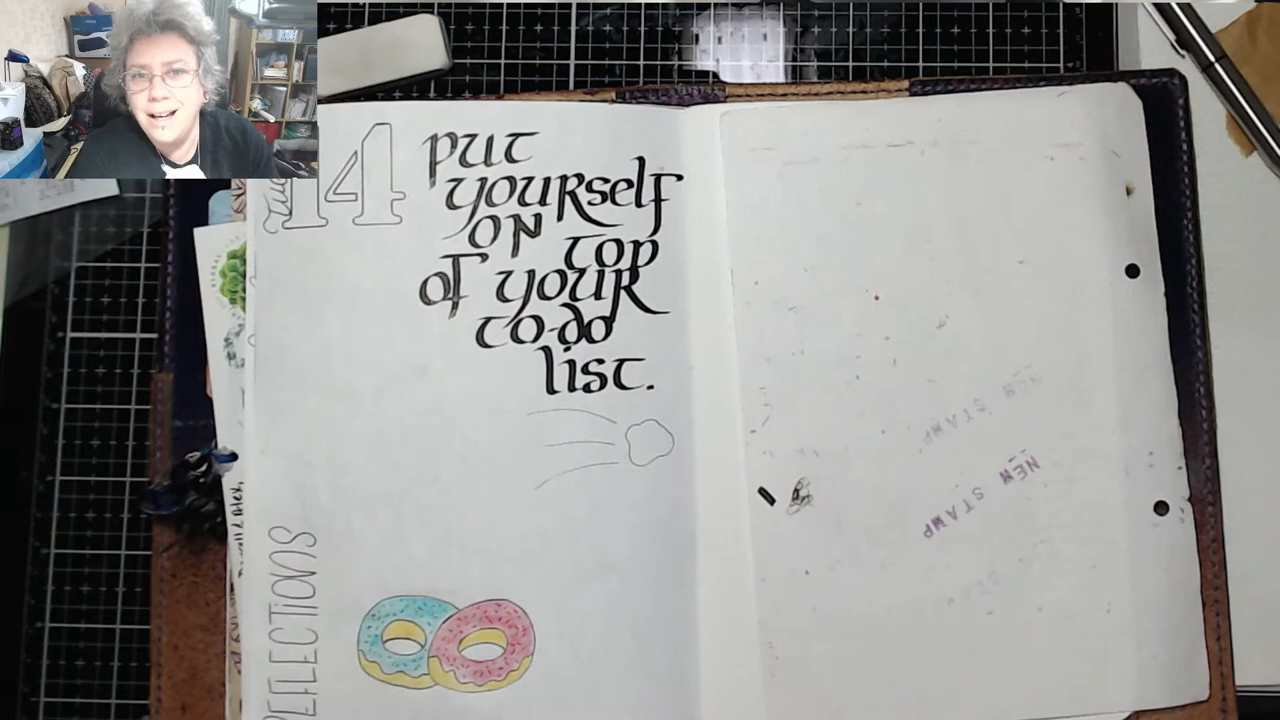 14
put
yourself
on top
of your
to-do
list.
REFLECTIONS
NEW STAMP
NEW STAMP